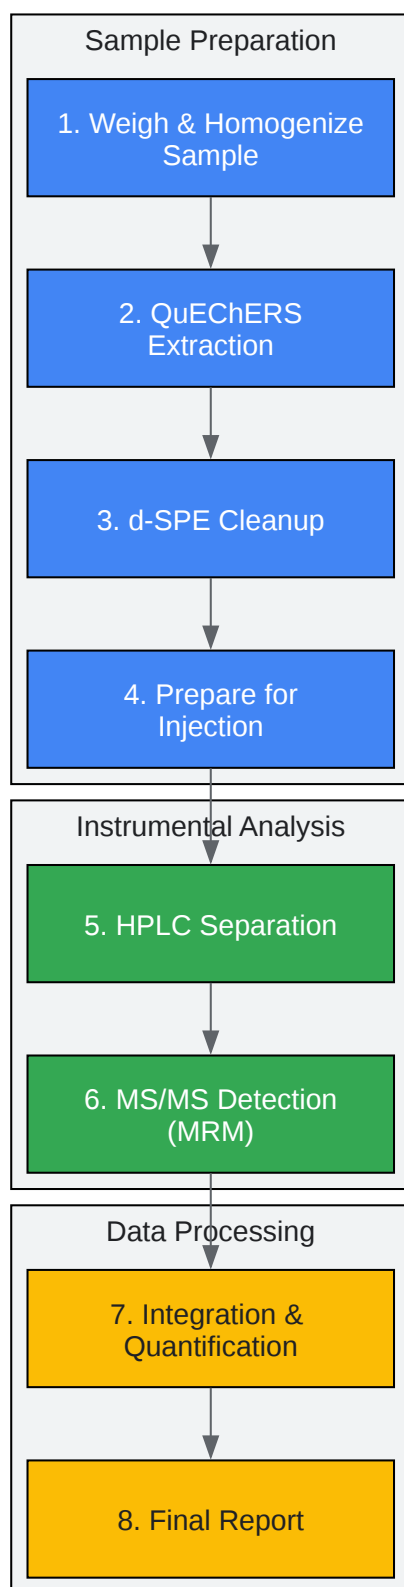 Sample Preparation
1. Weigh & Homogenize
Sample
2. QuEChERS
Extraction
3. d-SPE Cleanup
4. Prepare for
Injection
Instrumental Analysis
5. HPLC Separation
6. MS/MS Detection
(MRM)
Data Processing
7. Integration &
Quantification
8. Final Report